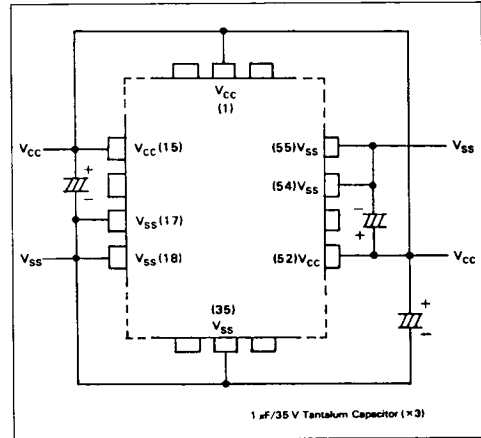 VCC
(1)
VCC
VCC (15)
(55)VSS
VSS
+
(54)VSS
−
−
VSS (17)
+
VSS
VSS (18)
(52)VCC
VCC
(35)
VSS
+
−
1 µF/35 V Tantalum Capacitor (×3)